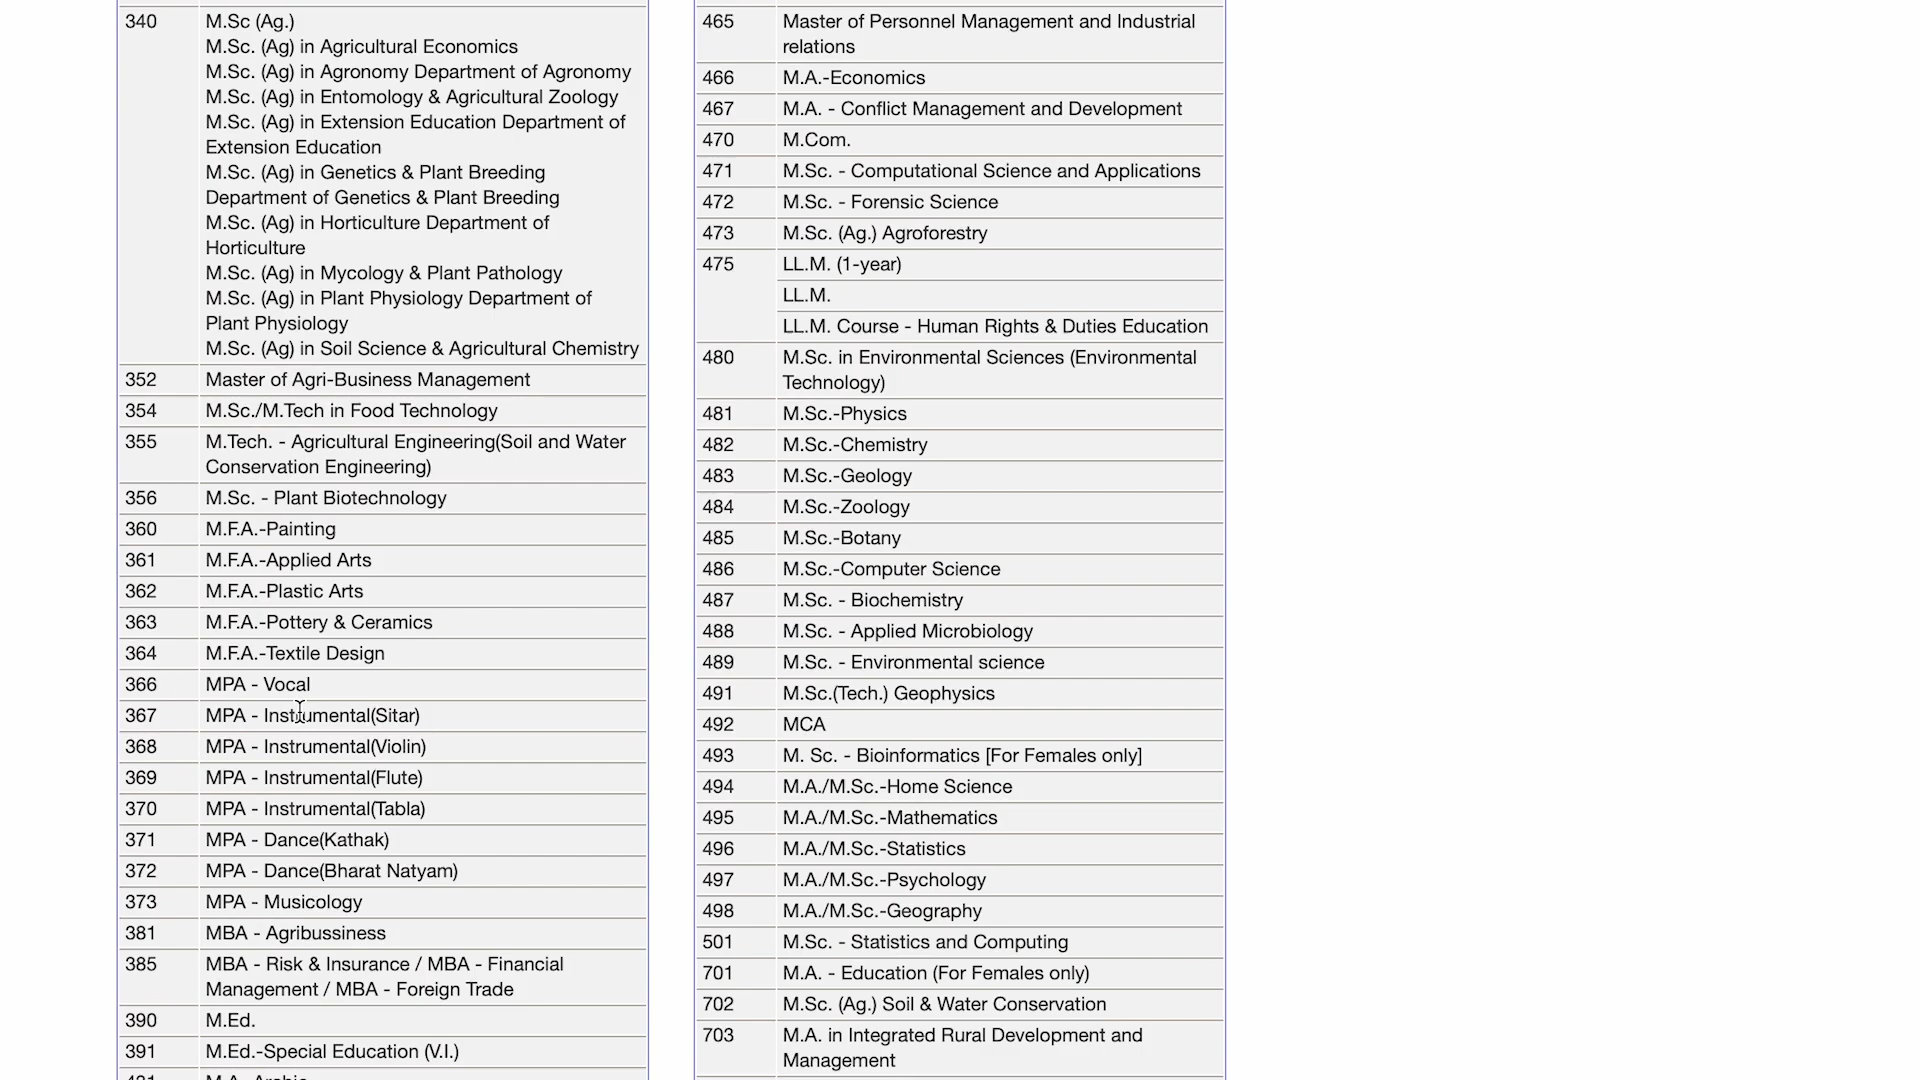 340 M.Sc (Ag.)
M.Sc. (Ag) in Agricultural Economics
M.Sc. (Ag) in Agronomy Department of Agronomy
M.Sc. (Ag) in Entomology & Agricultural Zoology
M.Sc. (Ag) in Extension Education Department of
Extension Education
M.Sc. (Ag) in Genetics & Plant Breeding
Department of Genetics & Plant Breeding
M.Sc. (Ag) in Horticulture Department of
Horticulture
M.Sc. (Ag) in Mycology & Plant Pathology
M.Sc. (Ag) in Plant Physiology Department of
Plant Physiology
M.Sc. (Ag) in Soil Science & Agricultural Chemistry
352 Master of Agri-Business Management
354 M.Sc./M.Tech in Food Technology
355 M.Tech. - Agricultural Engineering(Soil and Water
Conservation Engineering)
356 M.Sc. - Plant Biotechnology
360 M.F.A.-Painting
361 M.F.A.-Applied Arts
362 M.F.A.-Plastic Arts
363 M.F.A.-Pottery & Ceramics
364 M.F.A.-Textile Design
366 MPA - Vocal
367 MPA - Instrumental(Sitar)
368 MPA - Instrumental(Violin)
369 MPA - Instrumental(Flute)
370 MPA - Instrumental(Tabla)
371 MPA - Dance(Kathak)
372 MPA - Dance(Bharat Natyam)
373 MPA - Musicology
381 MBA - Agribussiness
385 MBA - Risk & Insurance / MBA - Financial
Management / MBA - Foreign Trade
390 M.Ed.
391 M.Ed.-Special Education (V.I.)
465 Master of Personnel Management and Industrial
relations
466 M.A.-Economics
467 M.A. - Conflict Management and Development
470 M.Com.
471 M.Sc. - Computational Science and Applications
472 M.Sc. - Forensic Science
473 M.Sc. (Ag.) Agroforestry
475 LL.M. (1-year)
LL.M.
LL.M. Course - Human Rights & Duties Education
480 M.Sc. in Environmental Sciences (Environmental
Technology)
481 M.Sc.-Physics
482 M.Sc.-Chemistry
483 M.Sc.-Geology
484 M.Sc.-Zoology
485 M.Sc.-Botany
486 M.Sc.-Computer Science
487 M.Sc. - Biochemistry
488 M.Sc. - Applied Microbiology
489 M.Sc. - Environmental science
491 M.Sc.(Tech.) Geophysics
492 MCA
493 M. Sc. - Bioinformatics [For Females only]
494 M.A./M.Sc.-Home Science
495 M.A./M.Sc.-Mathematics
496 M.A./M.Sc.-Statistics
497 M.A./M.Sc.-Psychology
498 M.A./M.Sc.-Geography
501 M.Sc. - Statistics and Computing
701 M.A. - Education (For Females only)
702 M.Sc. (Ag.) Soil & Water Conservation
703 M.A. in Integrated Rural Development and
Management